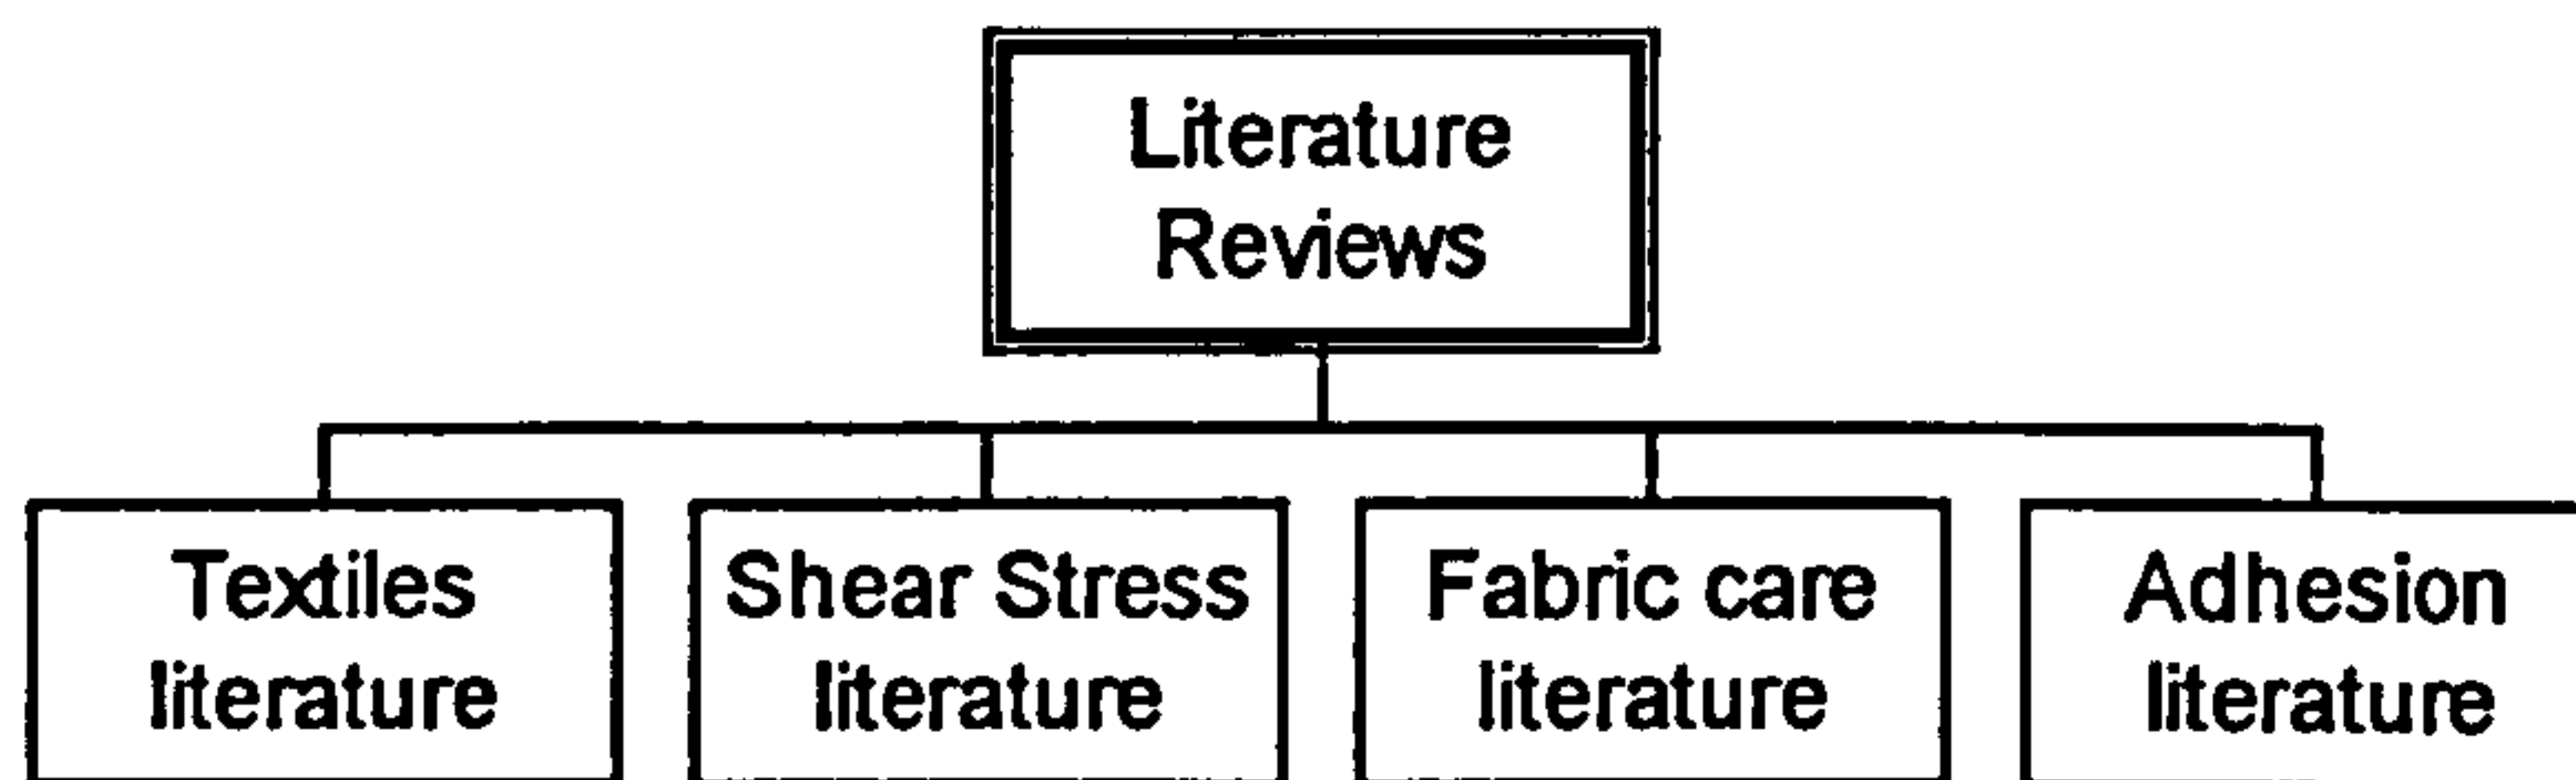 Literature
Reviews
Textiles
literature
Shear Stress
literature
Fabric care
literature
Adhesion
literature